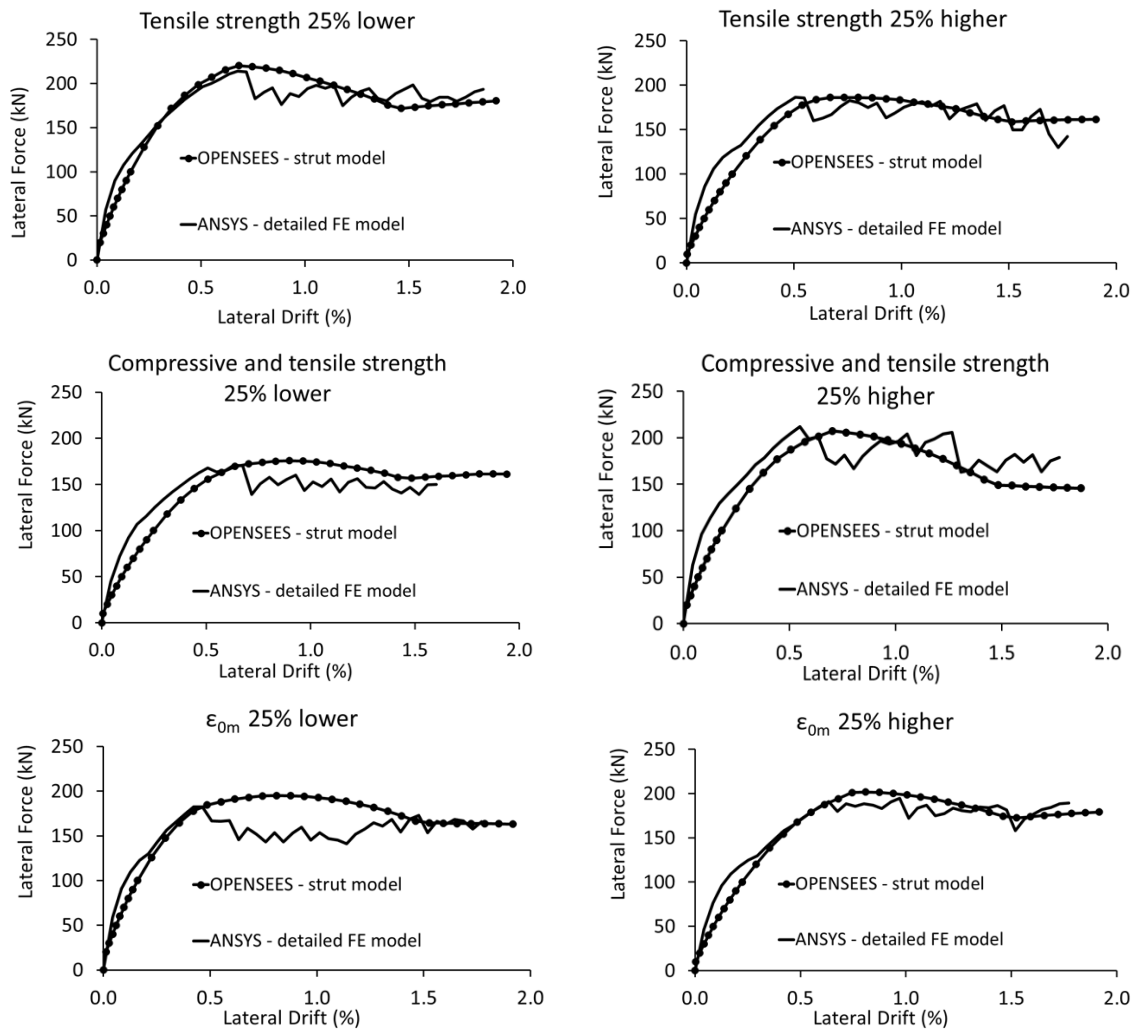 Tensile strength 25% lower
Lateral Force (kN)
250
200
150
100
50
0
OPENSEES - strut model
ANSYS - detailed FE model
0.0 0.5 1.0 1.5 2.0
Lateral Drift (%)
Tensile strength 25% higher
Lateral Force (kN)
250
200
150
100
50
0
OPENSEES - strut model
ANSYS - detailed FE model
0.0 0.5 1.0 1.5 2.0
Lateral Drift (%)
Compressive and tensile strength
25% lower
Lateral Force (kN)
250
200
150
100
50
0
OPENSEES - strut model
ANSYS - detailed FE model
0.0 0.5 1.0 1.5 2.0
Lateral Drift (%)
Compressive and tensile strength
25% higher
Lateral Force (kN)
250
200
150
100
50
0
OPENSEES - strut model
ANSYS - detailed FE model
0.0 0.5 1.0 1.5 2.0
Lateral Drift (%)
ε0m 25% lower
Lateral Force (kN)
250
200
150
100
50
0
OPENSEES - strut model
ANSYS - detailed FE model
0.0 0.5 1.0 1.5 2.0
Lateral Drift (%)
ε0m 25% higher
Lateral Force (kN)
250
200
150
100
50
0
OPENSEES - strut model
ANSYS - detailed FE model
0.0 0.5 1.0 1.5 2.0
Lateral Drift (%)